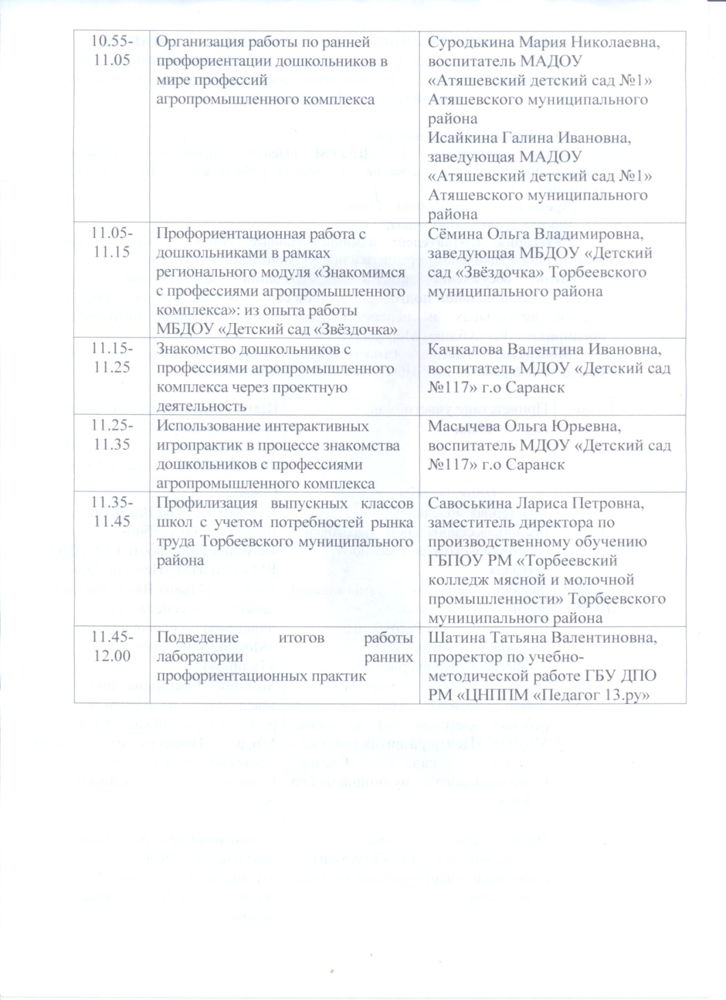 10.55-
11.05
Организация работы по ранней
профориентации дошкольников в
мире профессий
агропромышленного комплекса
Суродькина Мария Николаевна,
воспитатель МАДОУ
«Атяшевский детский сад №1»
Атяшевского муниципального
района
Исайкина Галина Ивановна,
заведующая МАДОУ
«Атяшевский детский сад №1»
Атяшевского муниципального
района
11.05-
11.15
Профориентационная работа с
дошкольниками в рамках
регионального модуля «Знакомимся
с профессиями агропромышленного
комплекса»: из опыта работы
МБДОУ «Детский сад «Звёздочка»
Сёмина Ольга Владимировна,
заведующая МБДОУ «Детский
сад «Звёздочка» Торбеевского
муниципального района
11.15-
11.25
Знакомство дошкольников с
профессиями агропромышленного
комплекса через проектную
деятельность
Качкалова Валентина Ивановна,
воспитатель МДОУ «Детский сад
№117» г.о Саранск
11.25-
11.35
Использование интерактивных
игропрактик в процессе знакомства
дошкольников с профессиями
агропромышленного комплекса
Масычева Ольга Юрьевна,
воспитатель МДОУ «Детский сад
№117» г.о Саранск
11.35-
11.45
Профилизация выпускных классов
школ с учетом потребностей рынка
труда Торбеевского муниципального
района
Савоськина Лариса Петровна,
заместитель директора по
производственному обучению
ГБПОУ РМ «Торбеевский
колледж мясной и молочной
промышленности» Торбеевского
муниципального района
11.45-
12.00
Подведение итогов работы
лаборатории ранних
профориентационных практик
Шатина Татьяна Валентиновна,
проректор по учебно-
методической работе ГБУ ДПО
РМ «ЦНППМ «Педагог 13.ру»